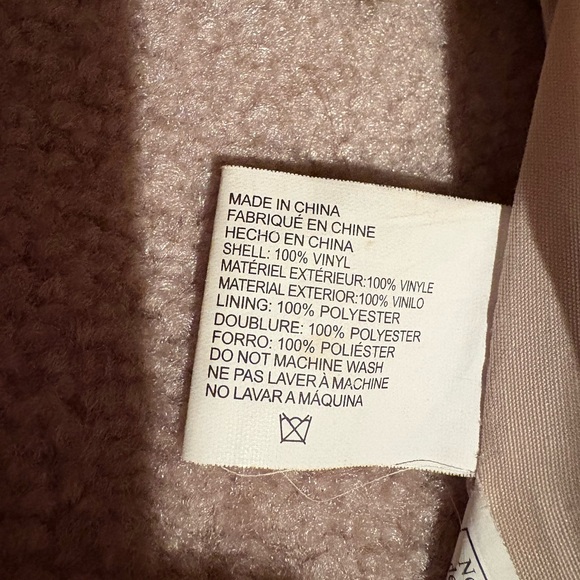 MADE IN CHINA
FABRIQUÉ EN CHINE
HECHO EN CHINA
SHELL: 100% VINYL
MATÉRIEL EXTÉRIEUR:100% VINYLE
MATERIAL EXTERIOR:100% VINILO
LINING: 100% POLYESTER
DOUBLURE: 100% POLYESTER
FORRO: 100% POLIÉSTER
DO NOT MACHINE WASH
NE PAS LAVER À MACHINE
NO LAVAR A MÁQUINA